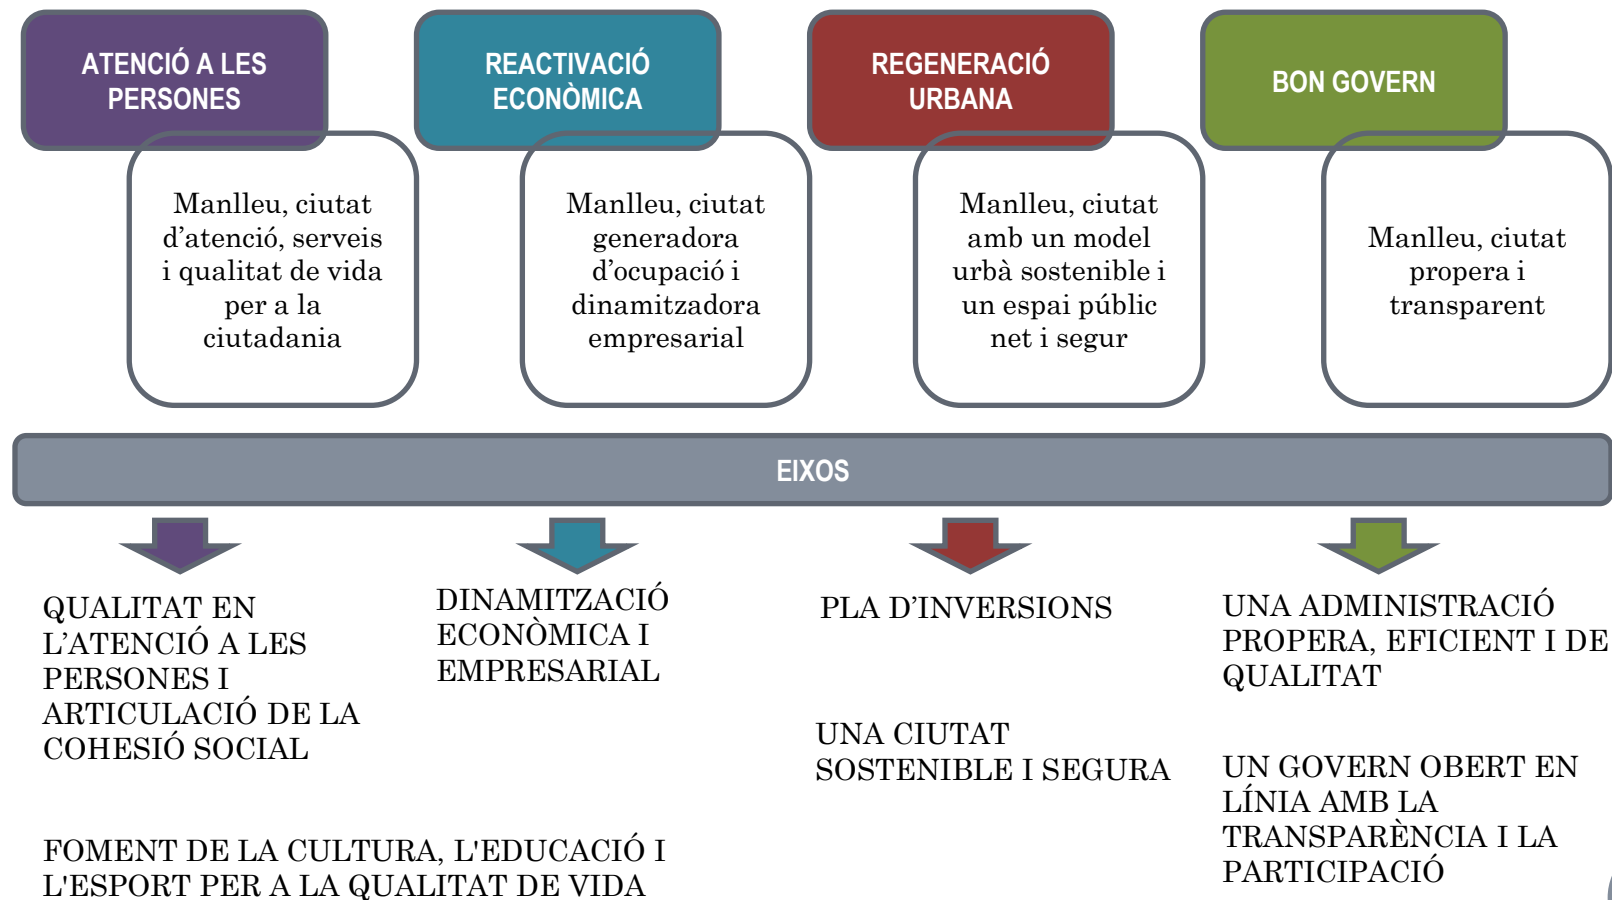 ATENCIÓ A LES
PERSONES
REACTIVACIÓ
ECONÒMICA
REGENERACIÓ
URBANA
BON GOVERN
Manlleu, ciutat
d’atenció, serveis
i qualitat de vida
per a la
ciutadania
Manlleu, ciutat
generadora
d’ocupació i
dinamitzadora
empresarial
Manlleu, ciutat
amb un model
urbà sostenible i
un espai públic
net i segur
Manlleu, ciutat
propera i
transparent
EIXOS
QUALITAT EN
L’ATENCIÓ A LES
PERSONES I
ARTICULACIÓ DE LA
COHESIÓ SOCIAL
FOMENT DE LA CULTURA, L'EDUCACIÓ I
L'ESPORT PER A LA QUALITAT DE VIDA
DINAMITZACIÓ
ECONÒMICA I
EMPRESARIAL
PLA D’INVERSIONS
UNA CIUTAT
SOSTENIBLE I SEGURA
UNA ADMINISTRACIÓ
PROPERA, EFICIENT I DE
QUALITAT
UN GOVERN OBERT EN
LÍNIA AMB LA
TRANSPARÈNCIA I LA
PARTICIPACIÓ